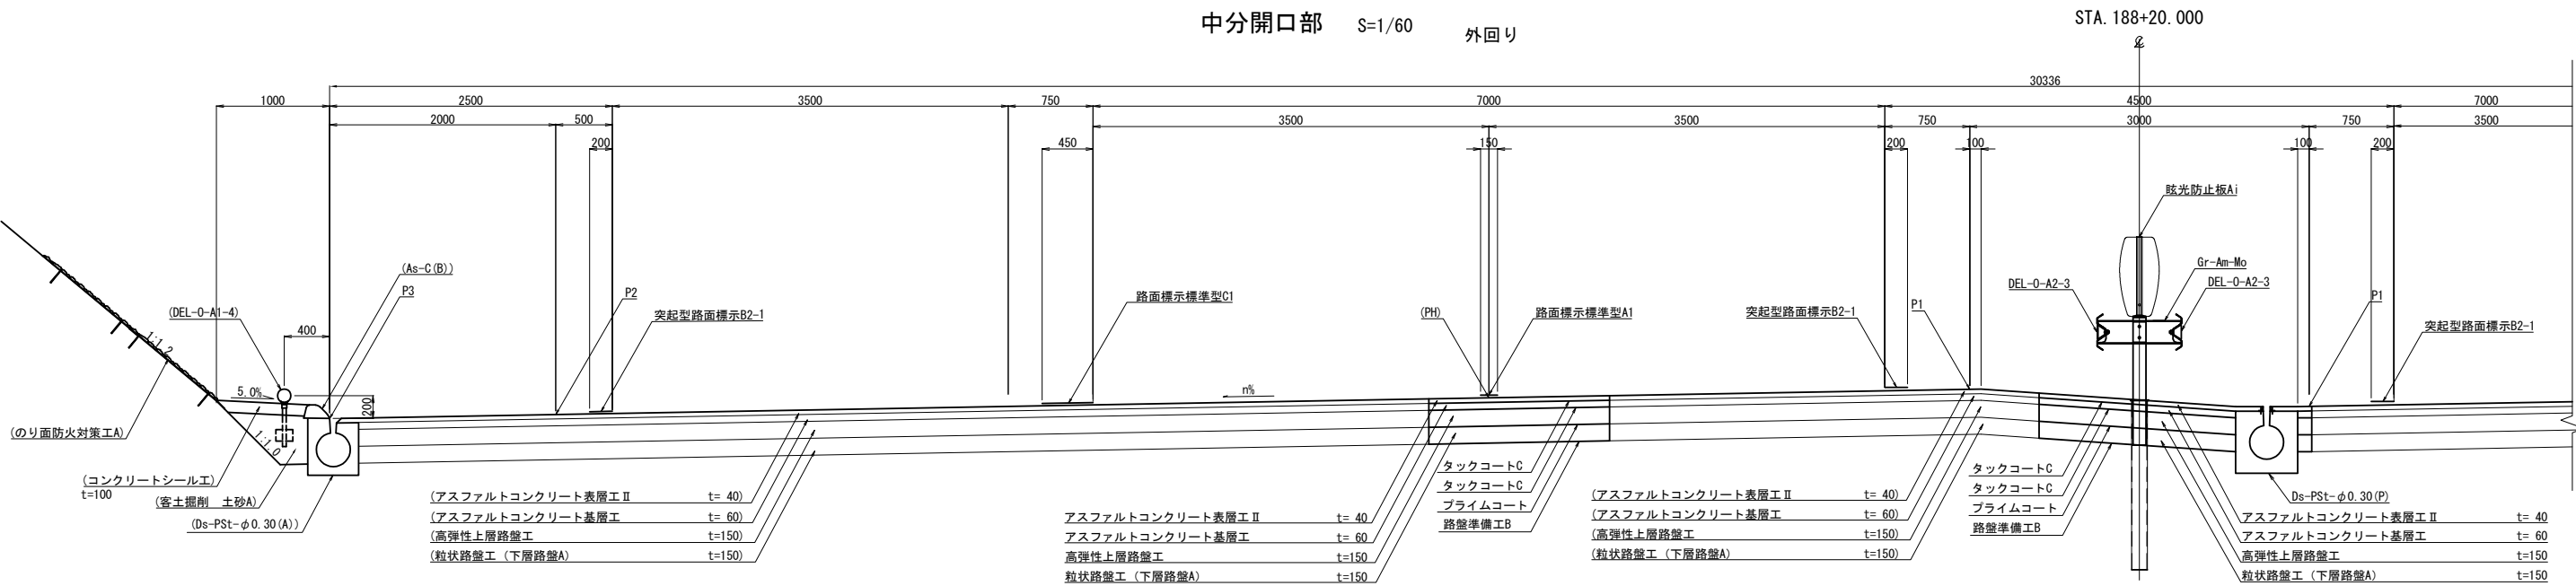 中分開口部 S=1/60 外回り
STA. 188+20.000
30336
1000 2500 3500 750 7000 4500 7000
2000 500 3500 3500 750 3000 750 3500
200 450 150 200 100 100 200
眩光防止板Ai
(As-C(B))
P3
P2
路面標示標準型C1
(PH)
路面標示標準型A1
突起型路面標示B2-1
P1
DEL-O-A2-3
Gr-Am-Mo
DEL-O-A2-3
P1
(DEL-O-A1-4)
突起型路面標示B2-1
突起型路面標示B2-1
400
1:1.2
5.0%
200
n%
(のり面防火対策工A)
1:1.0
(コンクリートシール工)
t=100
(客土掘削 土砂A)
(Ds-PSt-φ0.30(A))
(アスファルトコンクリート表層工Ⅱ t= 40)
(アスファルトコンクリート基層工 t= 60)
(高弾性上層路盤工 t=150)
(粒状路盤工（下層路盤A） t=150)
アスファルトコンクリート表層工Ⅱ t= 40
アスファルトコンクリート基層工 t= 60
高弾性上層路盤工 t=150
粒状路盤工（下層路盤A） t=150
タックコートC
タックコートC
プライムコート
路盤準備工B
(アスファルトコンクリート表層工Ⅱ t= 40)
(アスファルトコンクリート基層工 t= 60)
(高弾性上層路盤工 t=150)
(粒状路盤工（下層路盤A） t=150)
タックコートC
タックコートC
プライムコート
路盤準備工B
Ds-PSt-φ0.30(P)
アスファルトコンクリート表層工Ⅱ t= 40
アスファルトコンクリート基層工 t= 60
高弾性上層路盤工 t=150
粒状路盤工（下層路盤A） t=150